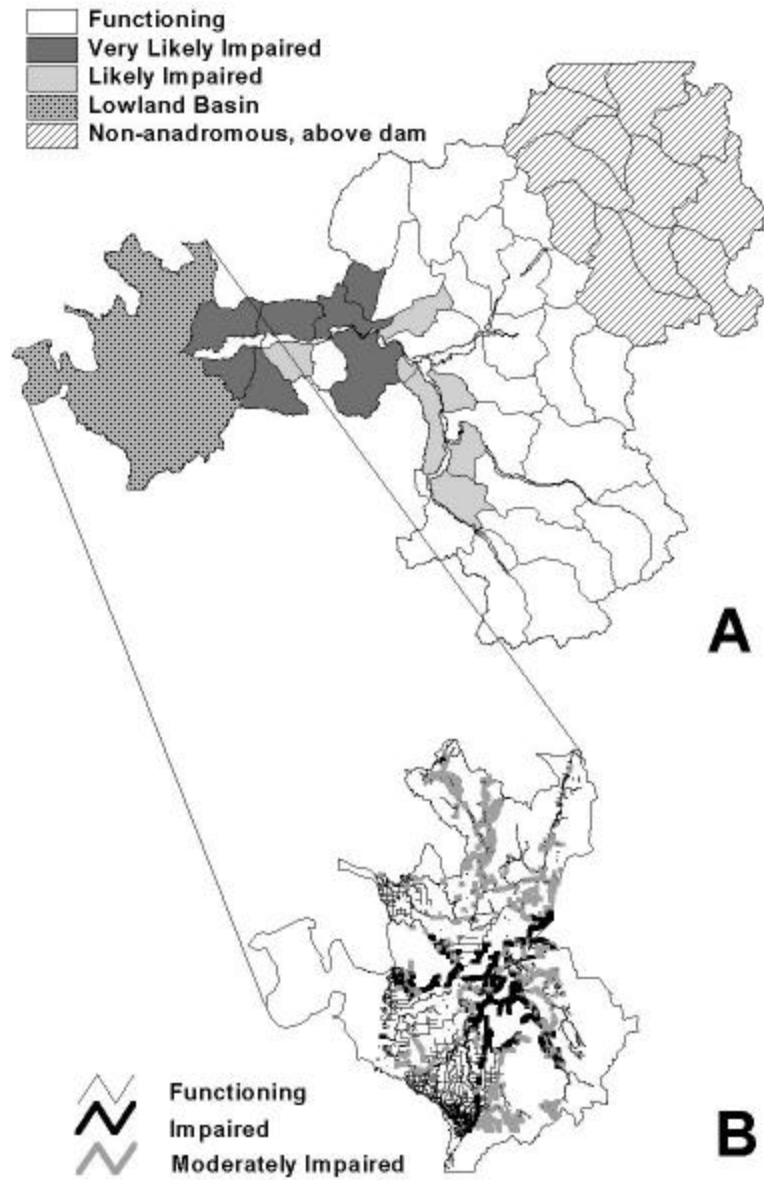 Functioning
Very Likely Impaired
Likely Impaired
Lowland Basin
Non-anadromous, above dam
A
Functioning
Impaired
Moderately Impaired
B